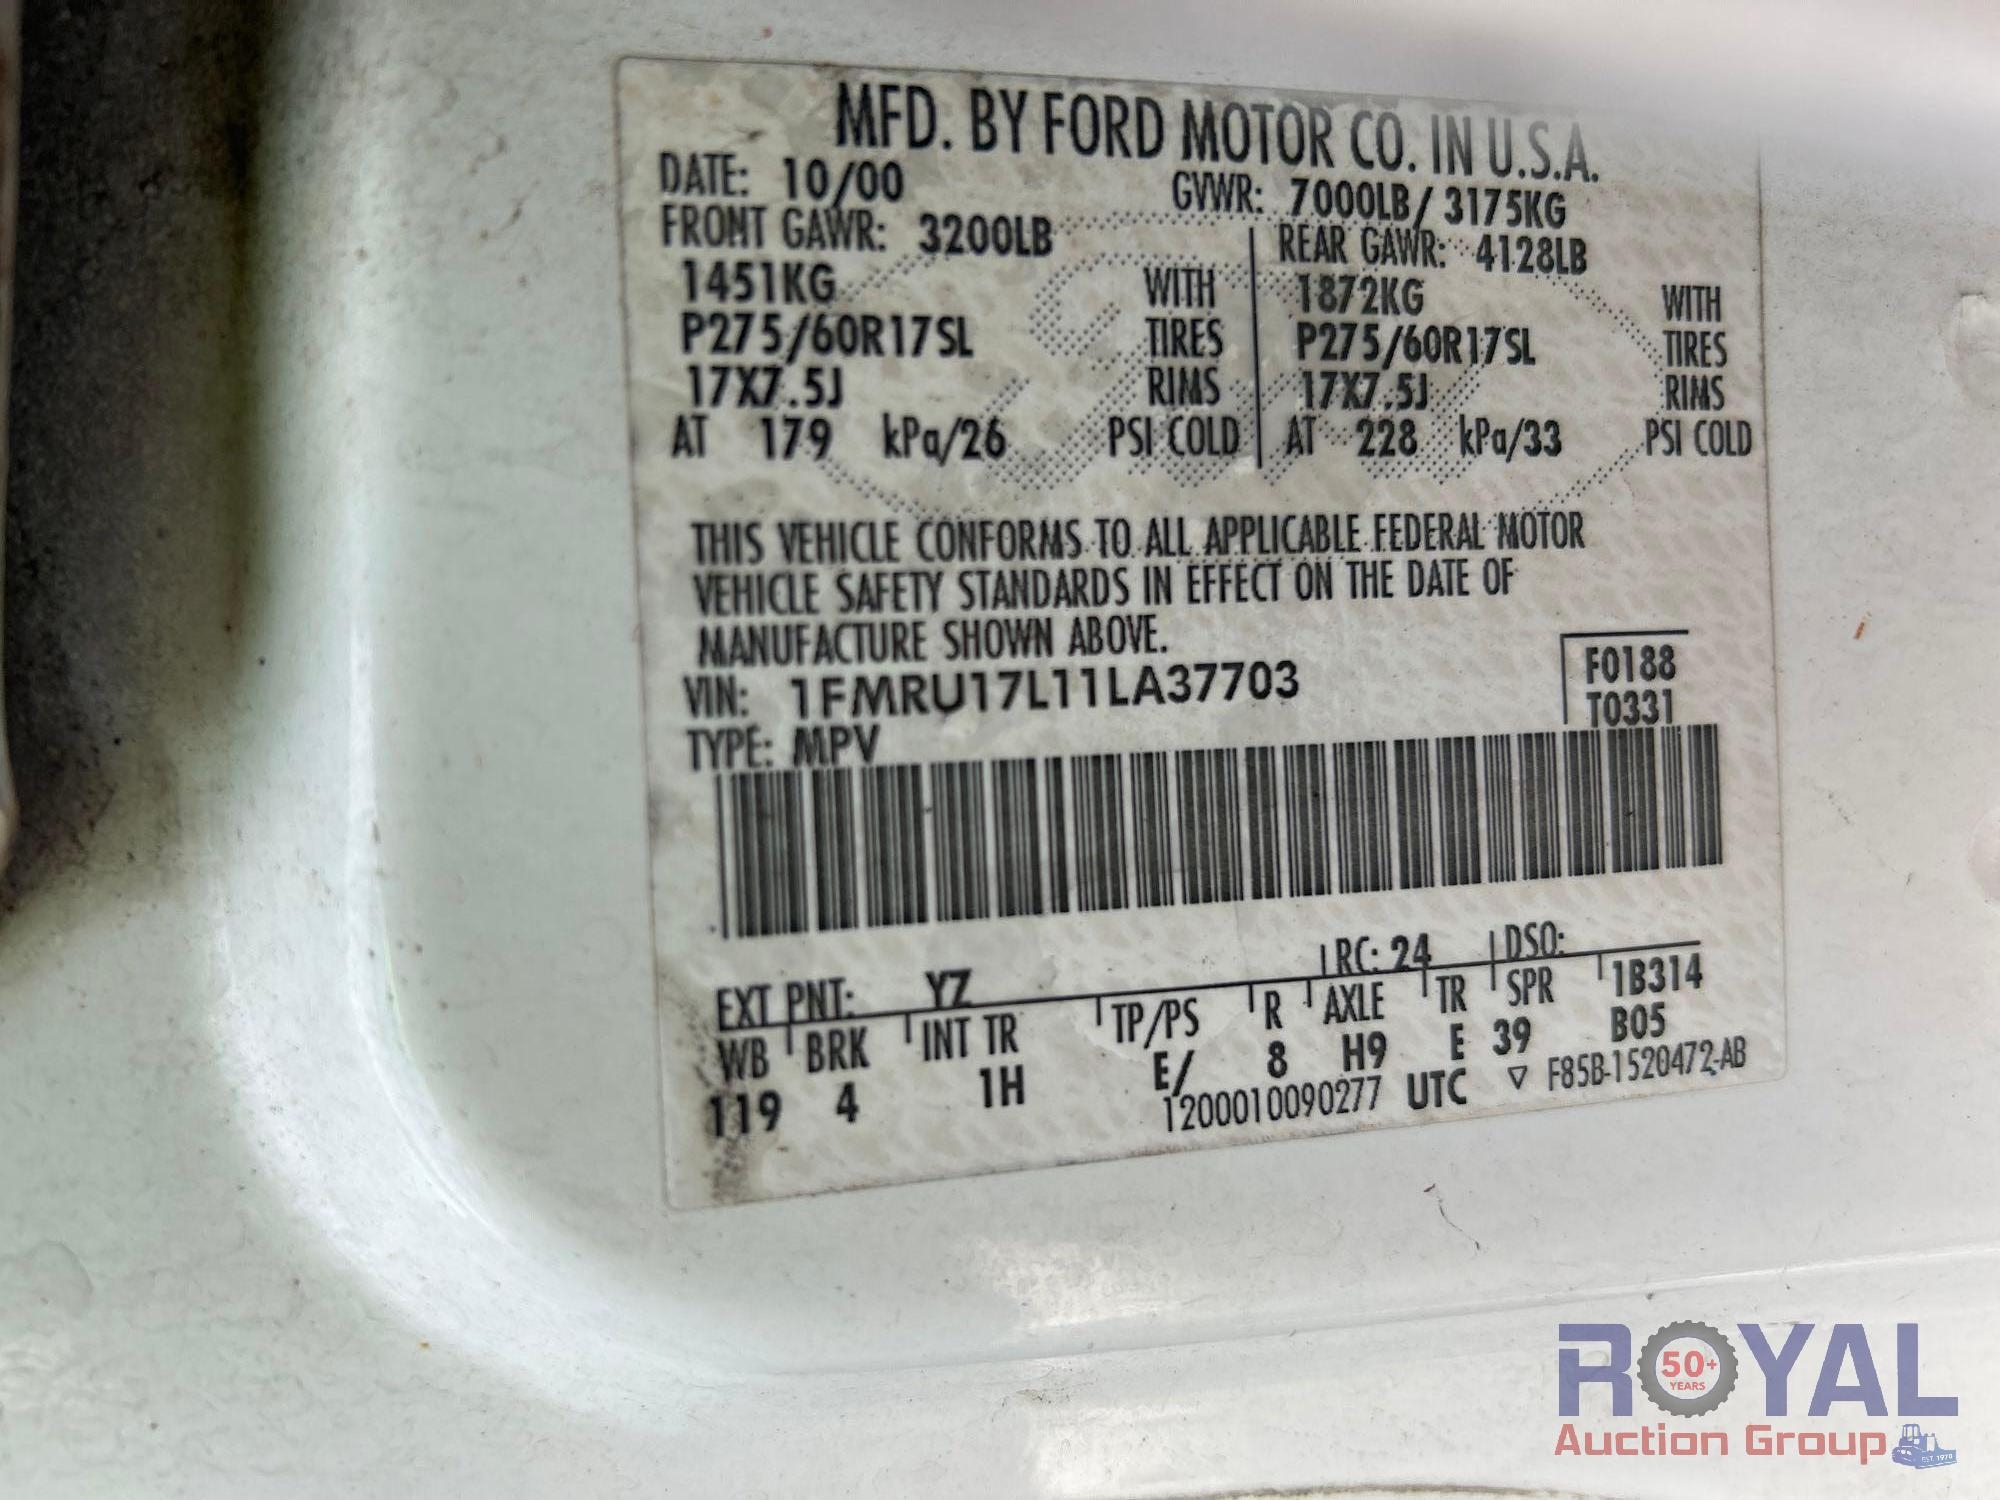 MFD. BY FORD MOTOR CO. IN U.S.A.
DATE: 10/00 GVWR: 7000LB/ 3175KG
FRONT GAWR: 3200LB REAR GAWR: 4128LB
1451KG WITH 1872KG WITH
P275/60R17SL TIRES P275/60R17SL TIRES
17X7.5J RIMS 17X7.5J RIMS
AT 179 kPa/26 PSI COLD AT 228 kPa/33 PSI COLD
THIS VEHICLE CONFORMS TO ALL APPLICABLE FEDERAL MOTOR
VEHICLE SAFETY STANDARDS IN EFFECT ON THE DATE OF
MANUFACTURE SHOWN ABOVE.
VIN: 1FMRU17L11LA37703
TYPE: MPV
F0188
T0331
EXT PNT: YZ RC: 24 DSO:
WB BRK INT TR TP/PS R AXLE TR SPR 1B314
119 4 1H E/ 8 H9 E 39 B05
1200010090277 UTC ▽ F85B-1520472-AB
ROYAL
50+
YEARS
Auction Group
EST. 1970